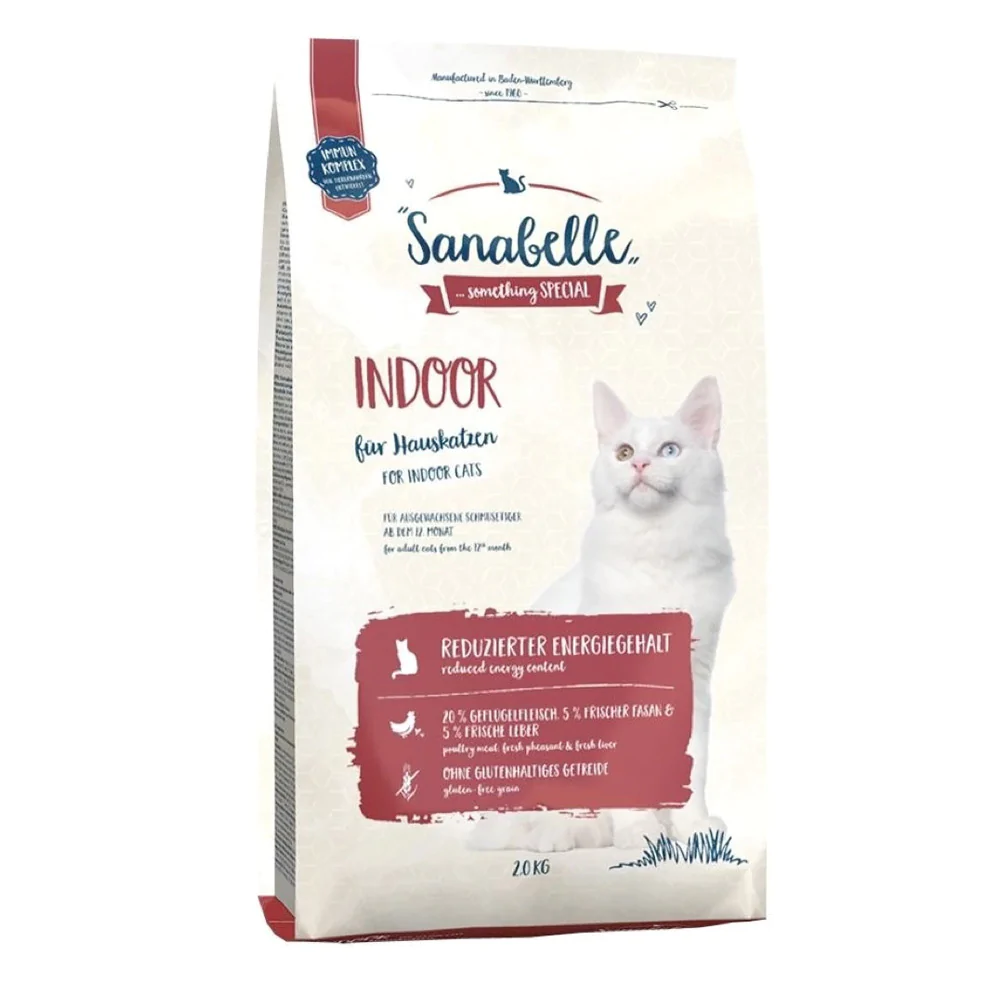 Manufactured in Baden-Württemberg
- since 1960 -
IMMUN
KOMPLEX
VON TIERERNÄHRERN
ENTWICKELT
"Sanabelle"
... something SPECIAL
INDOOR
für Hauskatzen
FOR INDOOR CATS
FÜR AUSGEWACHSENE SCHMUSETIGER
AB DEM 12. MONAT
for adult cats from the 12th month
REDUZIERTER ENERGIEGEHALT
reduced energy content
20 % GEFLÜGELFLEISCH, 5 % FRISCHER FASAN &
5 % FRISCHE LEBER
poultry meat, fresh pheasant & fresh liver
OHNE GLUTENHALTIGES GETREIDE
gluten-free grain
2.0 KG